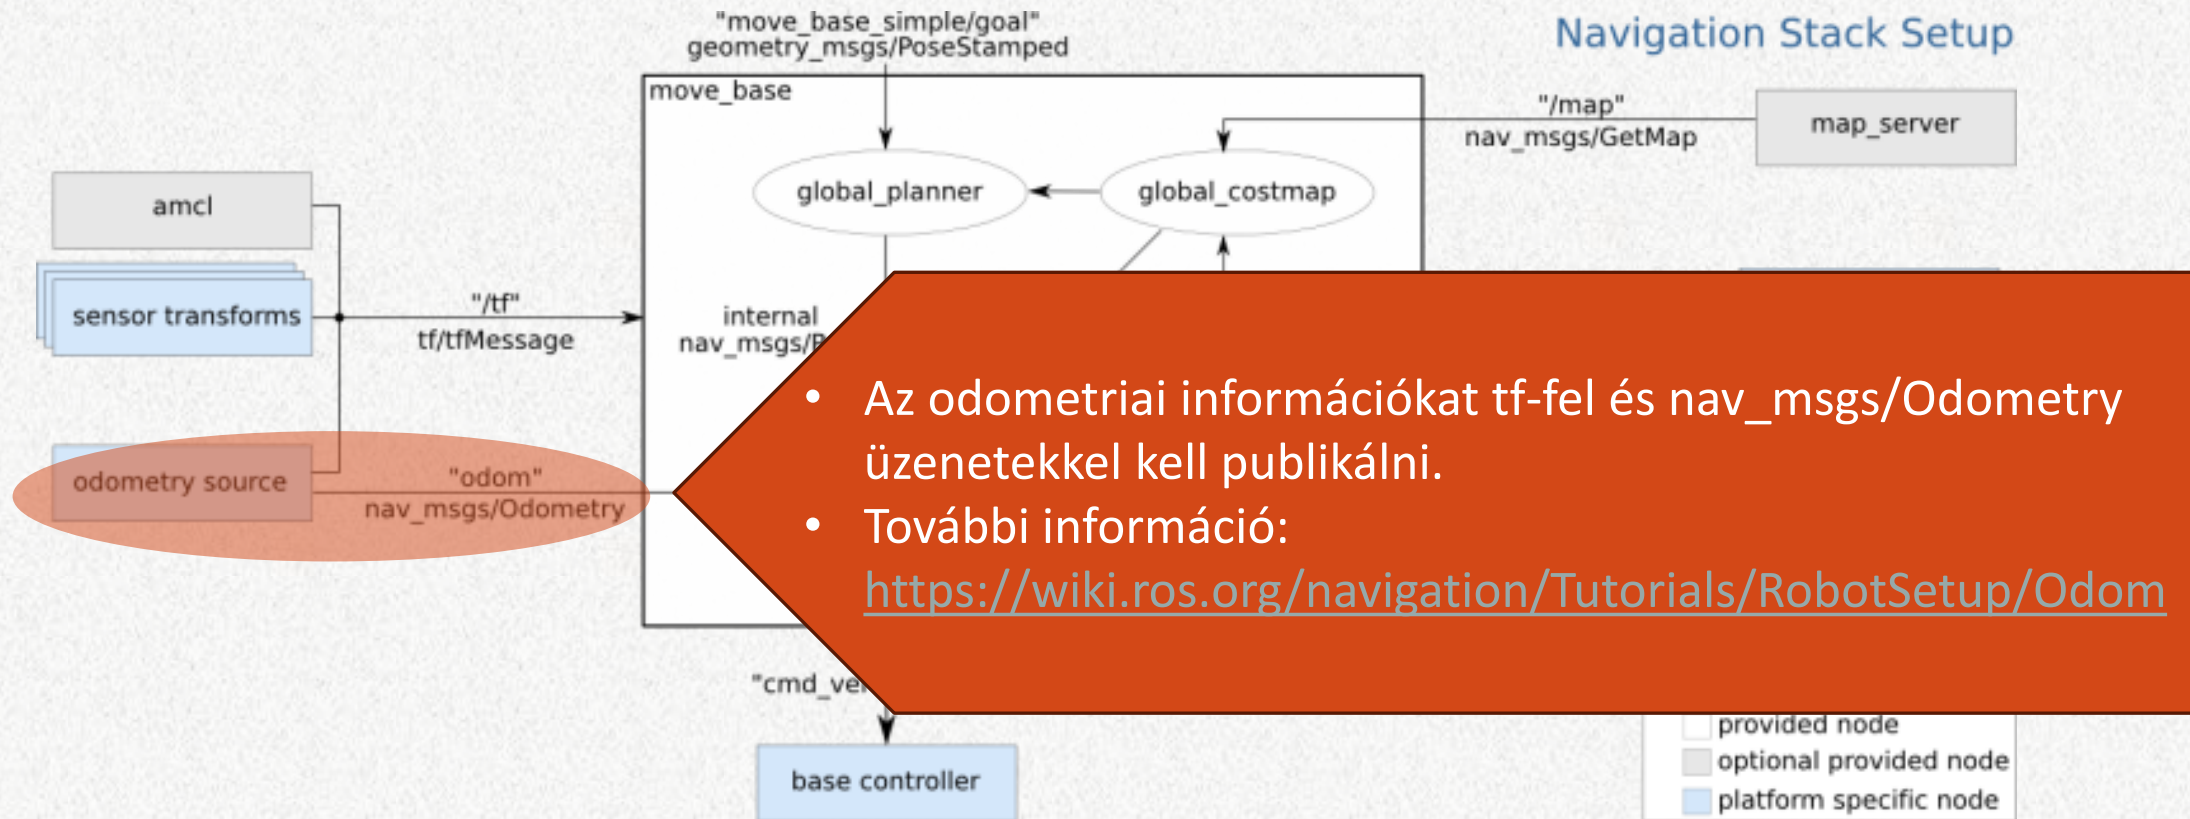 "move_base_simple/goal"
geometry_msgs/PoseStamped
Navigation Stack Setup
move_base
"/map"
nav_msgs/GetMap
map_server
global_planner
global_costmap
amcl
sensor transforms
"/tf"
tf/tfMessage
internal
odometry source
"odom"
nav_msgs/Odometry
• Az odometriai információkat tf-fel és nav_msgs/Odometry
üzenetekkel kell publikálni.
• További információ:
https://wiki.ros.org/navigation/Tutorials/RobotSetup/Odom
base controller
provided node
optional provided node
platform specific node